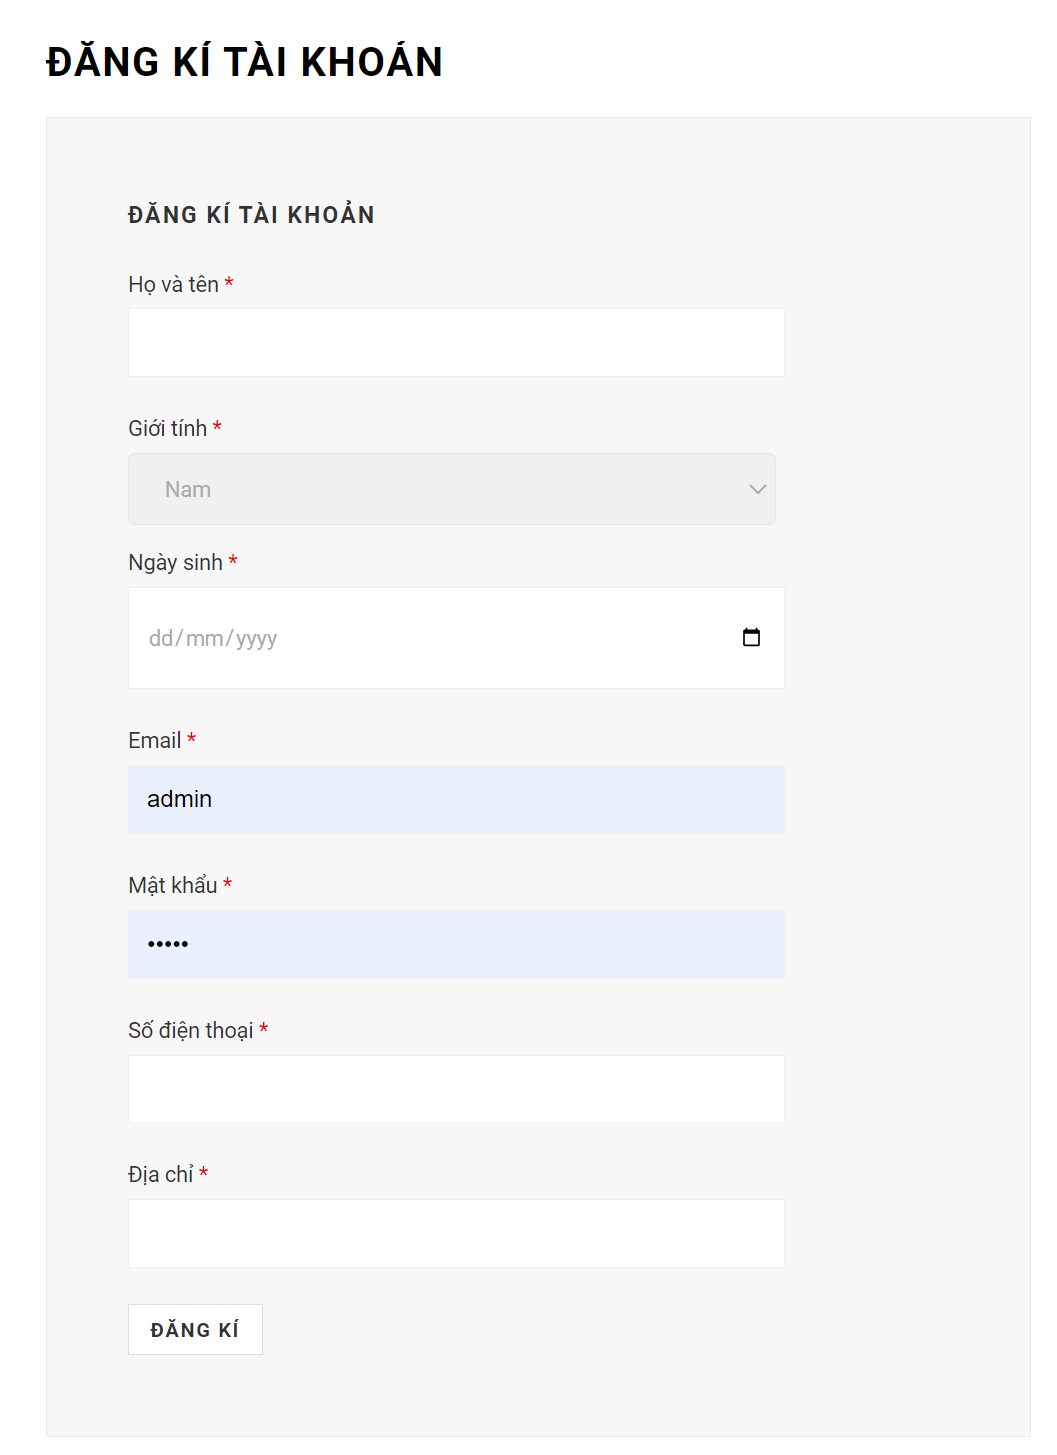 ĐĂNG KÍ TÀI KHOÁN
ĐĂNG KÍ TÀI KHOẢN
Họ và tên *
Giới tính *
Nam
Ngày sinh *
dd/mm/yyyy
Email *
admin
Mật khẩu *
•••••
Số điện thoại *
Địa chỉ *
ĐĂNG KÍ